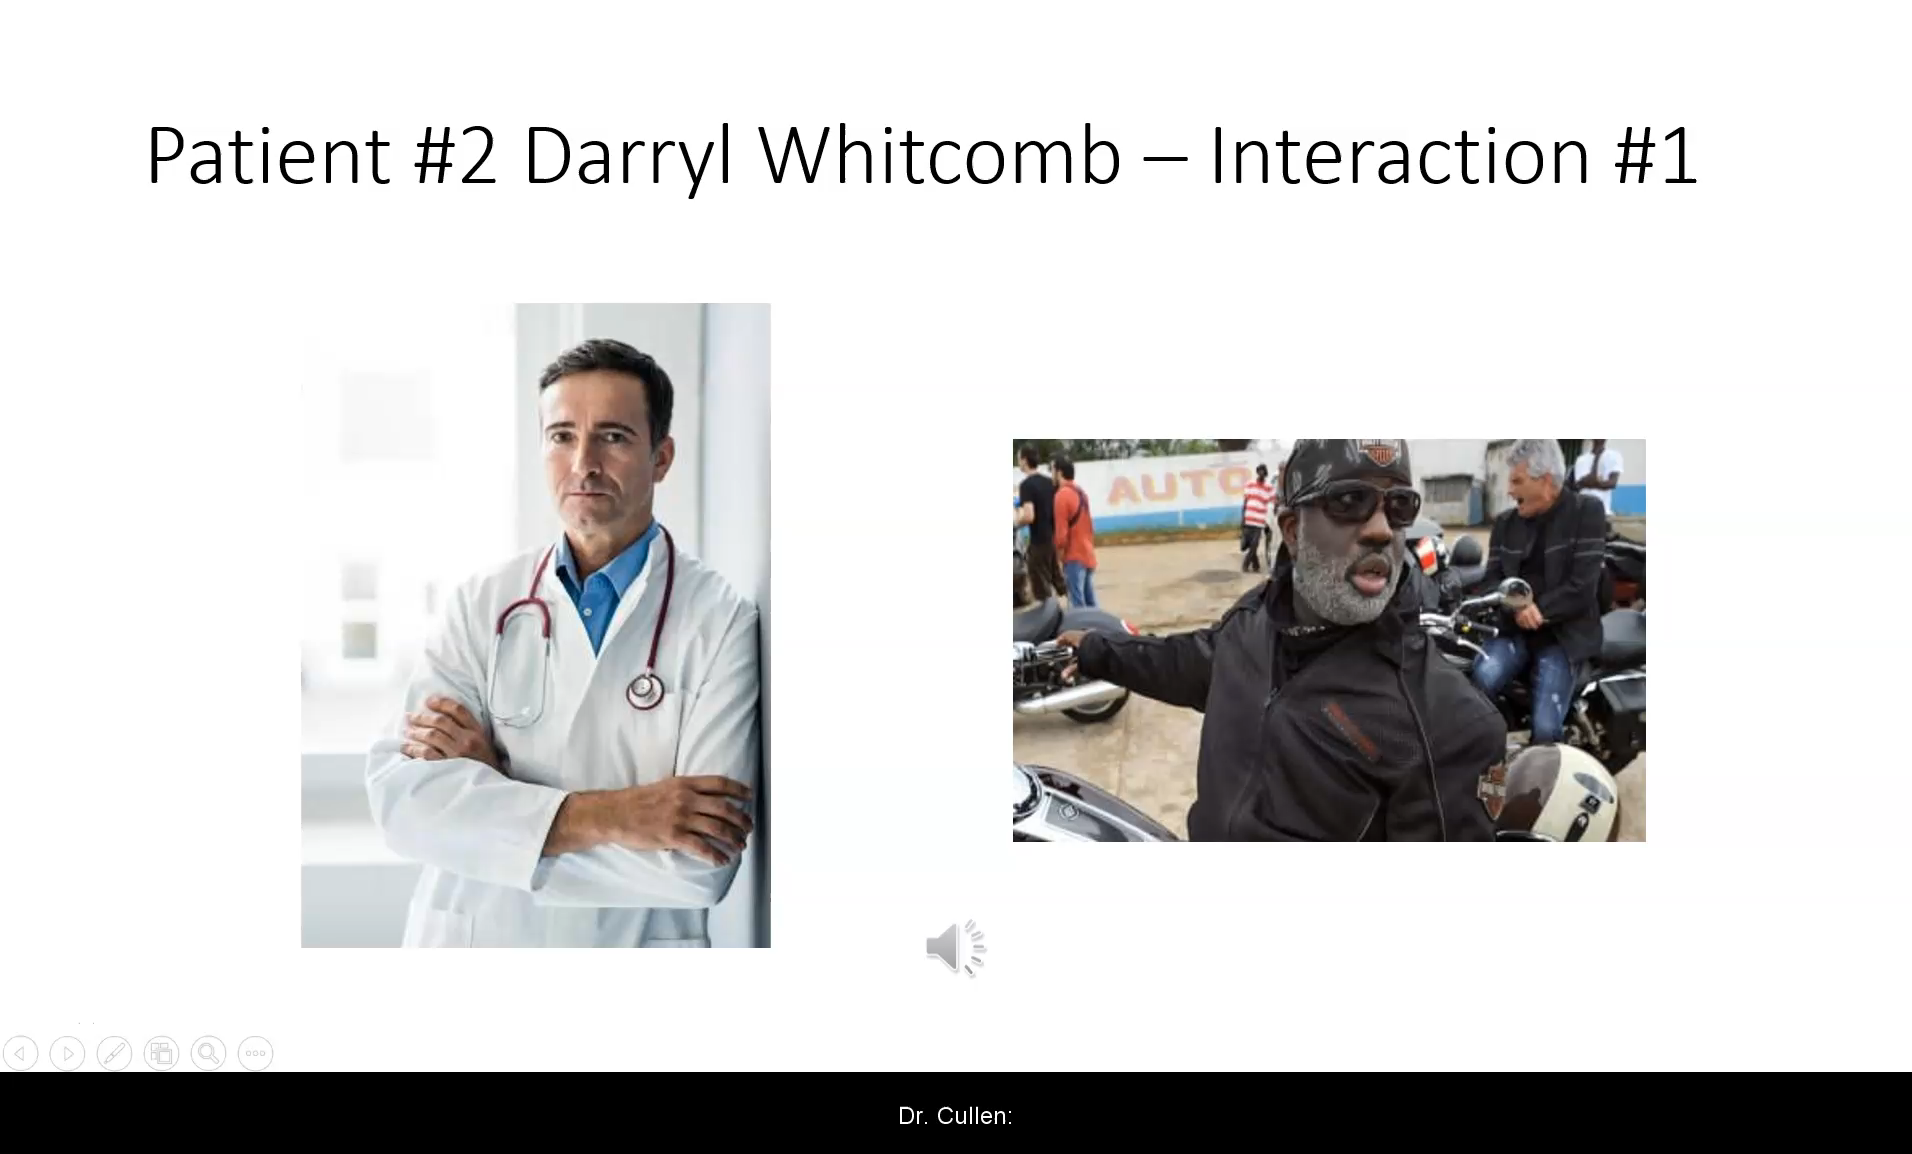 Patient #2 Darryl Whitcomb – Interaction #1
AUTO
Dr. Cullen: